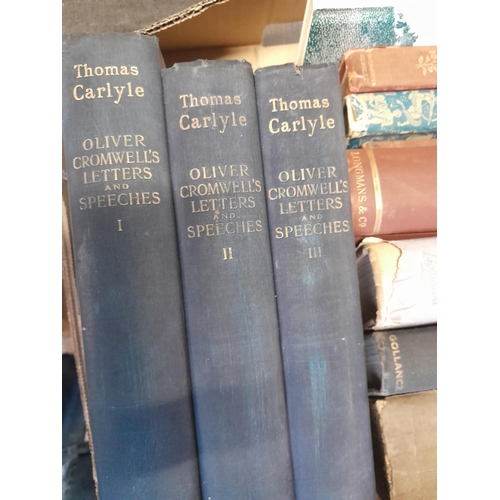 Thomas
Carlyle
OLIVER
CROMWELL'S
LETTERS
AND
SPEECHES
I
Thomas
Carlyle
OLIVER
CROMWELL'S
LETTERS
AND
SPEECHES
II
Thomas
Carlyle
OLIVER
CROMWELL'S
LETTERS
AND
SPEECHES
III
LONGMANS, & CO
GOLLANCZ